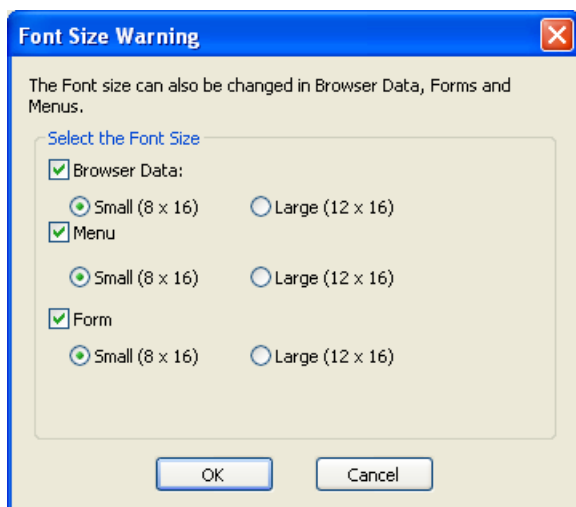 Font Size Warning
The Font size can also be changed in Browser Data, Forms and
Menus.
Select the Font Size
Browser Data:
Small (8 x 16) Large (12 x 16)
Menu
Small (8 x 16) Large (12 x 16)
Form
Small (8 x 16) Large (12 x 16)
OK Cancel